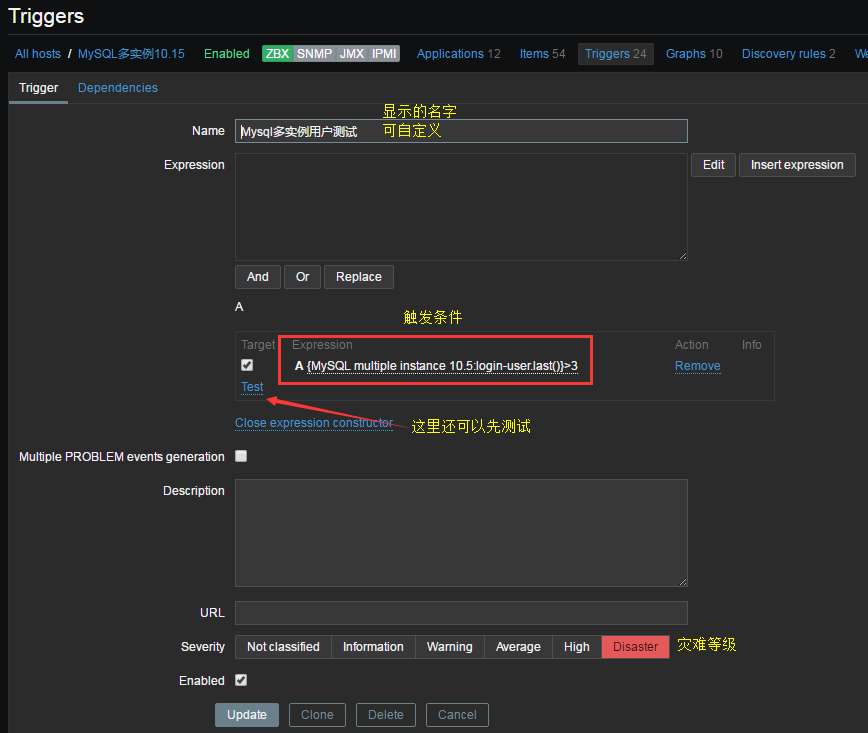 Triggers
All hosts / MySQL多实例10.15 Enabled ZBX SNMP JMX IPMI Applications 12 Items 54 Triggers 24 Graphs 10 Discovery rules 2 We
Trigger Dependencies
显示的名字
Name Mysql多实例用户测试 可自定义
Expression Edit Insert expression
And Or Replace
A
触发条件
Target Expression Action Info
A {MySQL multiple instance 10.5:login-user.last()}>3 Remove
Test
Close expression constructor 这里还可以先测试
Multiple PROBLEM events generation
Description
URL
Severity Not classified Information Warning Average High Disaster 灾难等级
Enabled
Update Clone Delete Cancel